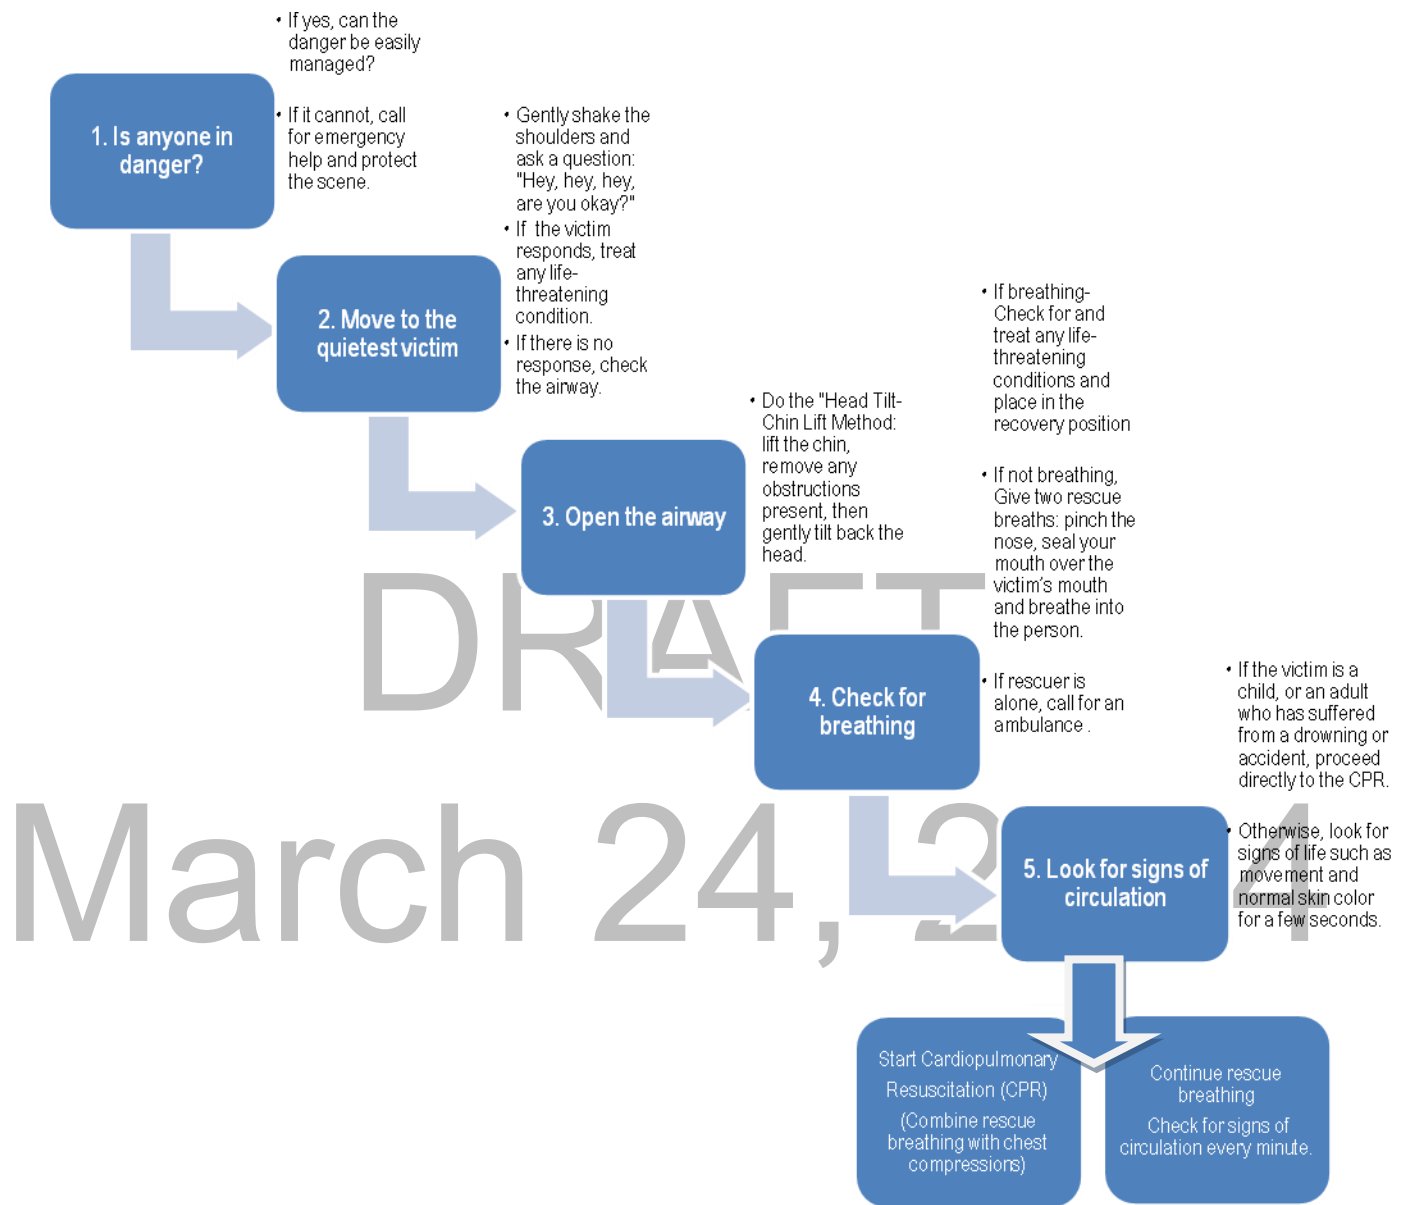 • If yes, can the
danger be easily
managed?
• If it cannot, call
for emergency
help and protect
the scene.
1. Is anyone in
danger?
• Gently shake the
shoulders and
ask a question:
"Hey, hey, hey,
are you okay?"
• If  the victim
responds, treat
any life-
threatening
condition.
• If there is no
response, check
the airway.
2. Move to the
quietest victim
• Do the "Head Tilt-
Chin Lift Method:
lift the chin,
remove any
obstructions
present, then
gently tilt back the
head.
3. Open the airway
• If breathing-
Check for and
treat any life-
threatening
conditions and
place in the
recovery position
• If not breathing,
Give two rescue
breaths: pinch the
nose, seal your
mouth over the
victim’s mouth
and breathe into
the person.
• If rescuer is
alone, call for an
ambulance .
4. Check for
breathing
• If the victim is a
child, or an adult
who has suffered
from a drowning or
accident, proceed
directly to the CPR.
• Otherwise, look for
signs of life such as
movement and
normal skin color
for a few seconds.
5. Look for signs of
circulation
Start Cardiopulmonary
Resuscitation (CPR)
(Combine rescue
breathing with chest
compressions)
Continue rescue
breathing
Check for signs of
circulation every minute.
DRAFT
March 24, 2
4